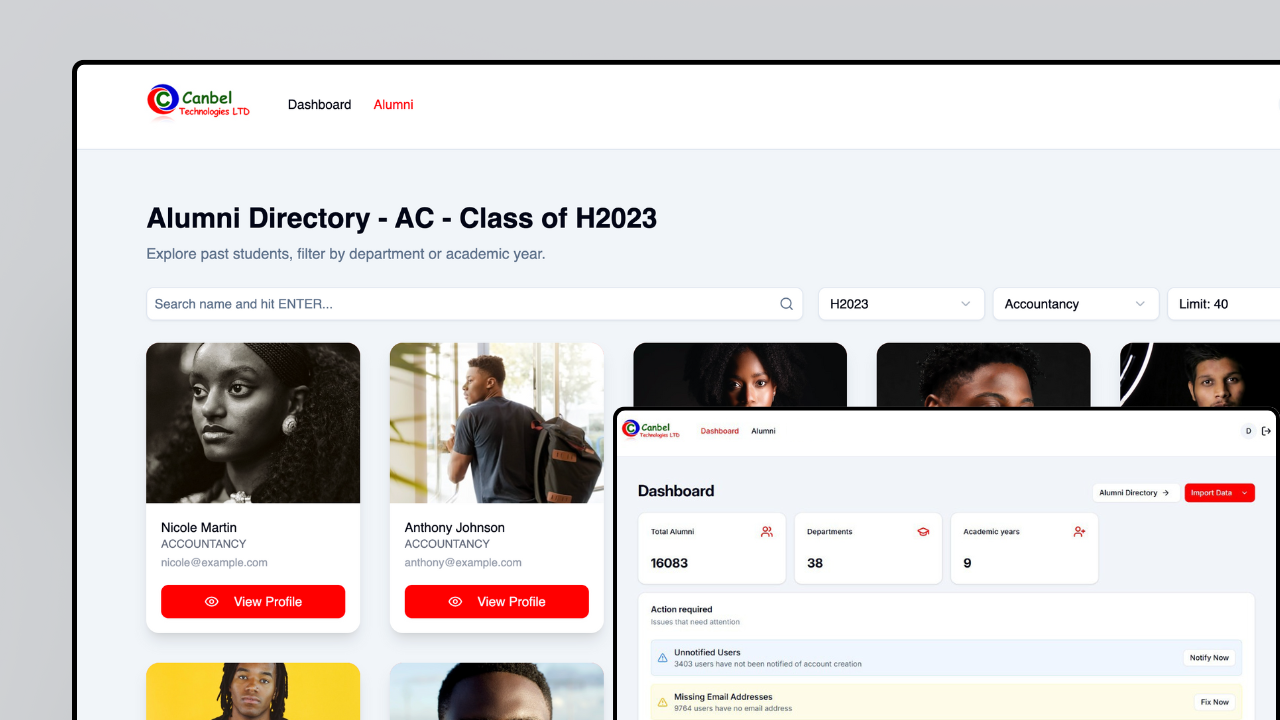 Canbel
Technologies LTD
Dashboard
Alumni
Alumni Directory - AC - Class of H2023
Explore past students, filter by department or academic year.
Search name and hit ENTER...
H2023
Accountancy
Limit: 40
Nicole Martin
ACCOUNTANCY
nicole@example.com
View Profile
Anthony Johnson
ACCOUNTANCY
anthony@example.com
View Profile
Canbel
Technologies LTD
Dashboard
Alumni
D
Dashboard
Alumni Directory
Import Data
Total Alumni
16083
Departments
38
Academic years
9
Action required
Issues that need attention
Unnotified Users
3403 users have not been notified of account creation
Notify Now
Missing Email Addresses
9764 users have no email address
Fix Now